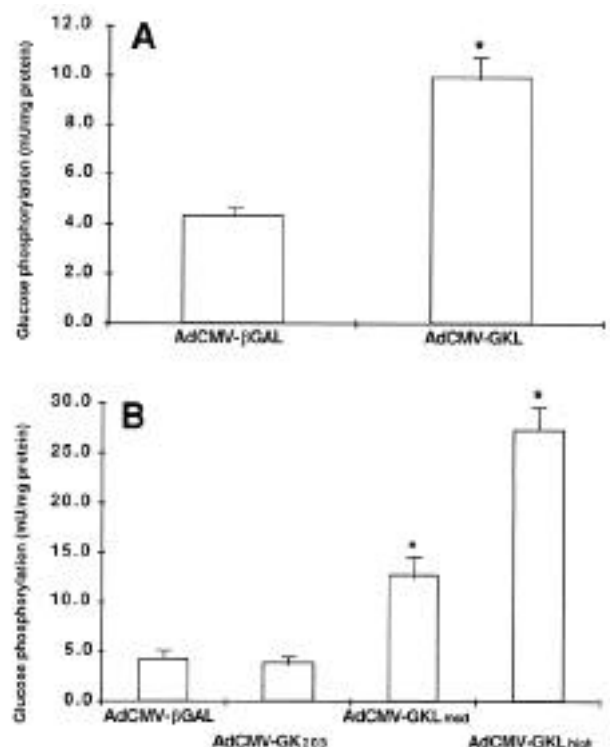 A
Glucose phosphorylation (mU/mg protein)
12.0
10.0
8.0
6.0
4.0
2.0
0.0
*
AdCMV-βGAL
AdCMV-GKL
B
Glucose phosphorylation (mU/mg protein)
30.0
25.0
20.0
15.0
10.0
5.0
0.0
*
*
AdCMV-βGAL
AdCMV-GK203
AdCMV-GKL med
AdCMV-GKL high